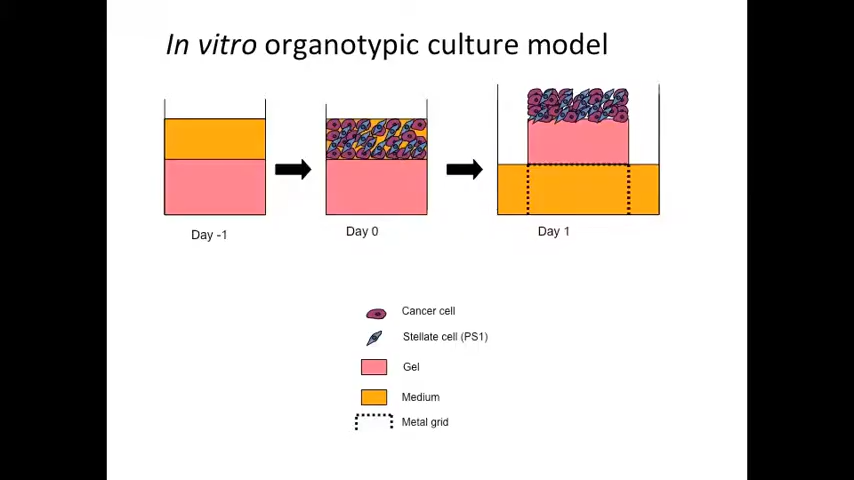 In vitro organotypic culture model
Day -1
Day 0
Day 1
Cancer cell
Stellate cell (PS1)
Gel
Medium
Metal grid